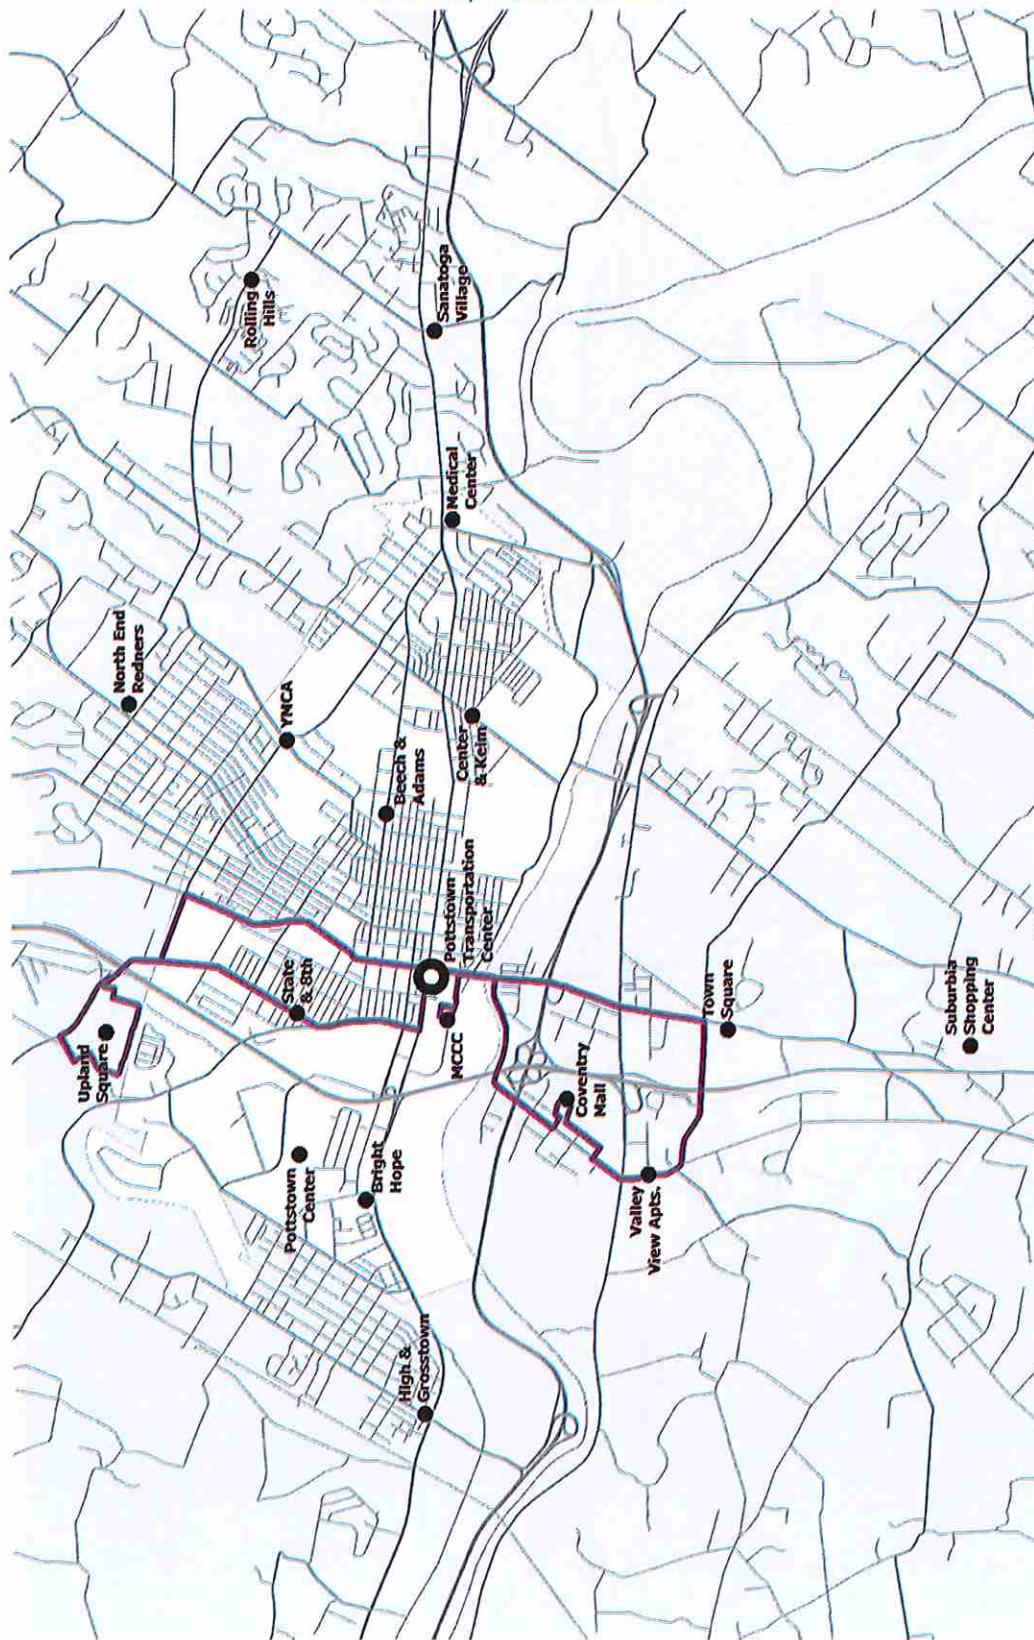 Rolling
Hills
Sanatoga
Village
Medical
Center
North End
Redners
YNCA
Beech &
Adams
Center
& Keim
Pottstown
Transportation
Center
State
& 8th
MCCC
Upland
Square
Town
Square
Suburbia
Shopping
Center
Coventry
Mall
Pottstown
Center
Bright
Hope
Valley
View Apts.
High &
Grosstown